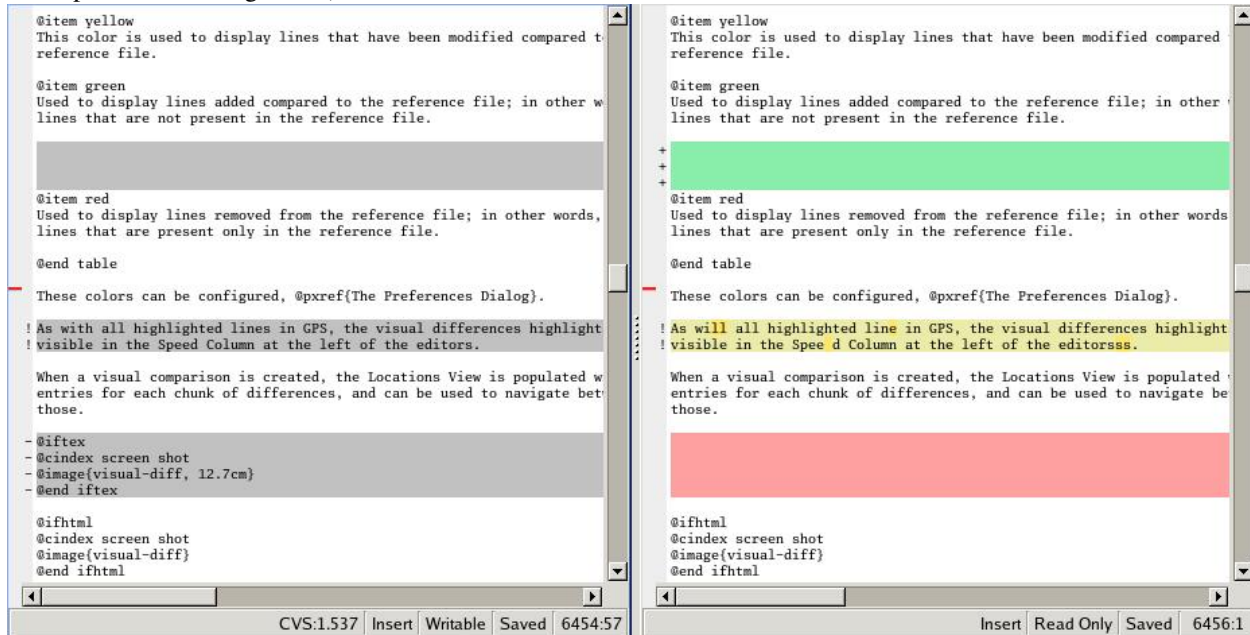 @item yellow
This color is used to display lines that have been modified compared t
reference file.
@item green
Used to display lines added compared to the reference file; in other w
lines that are not present in the reference file.
@item red
Used to display lines removed from the reference file; in other words,
lines that are present only in the reference file.
@end table
These colors can be configured, @pxref{The Preferences Dialog}.
! As with all highlighted lines in GPS, the visual differences highlight
! visible in the Speed Column at the left of the editors.
When a visual comparison is created, the Locations View is populated w
entries for each chunk of differences, and can be used to navigate bet
those.
- @iftex
- @cindex screen shot
- @image{visual-diff, 12.7cm}
- @end iftex
@ifhtml
@cindex screen shot
@image{visual-diff}
@end ifhtml
CVS:1.537 Insert Writable Saved 6454:57
@item yellow
This color is used to display lines that have been modified compared
reference file.
@item green
Used to display lines added compared to the reference file; in other
lines that are not present in the reference file.
+
+
+
@item red
Used to display lines removed from the reference file; in other words
lines that are present only in the reference file.
@end table
These colors can be configured, @pxref{The Preferences Dialog}.
! As will all highlighted line in GPS, the visual differences highlight
! visible in the Spee d Column at the left of the editorsss.
When a visual comparison is created, the Locations View is populated
entries for each chunk of differences, and can be used to navigate be
those.
@ifhtml
@cindex screen shot
@image{visual-diff}
@end ifhtml
Insert Read Only Saved 6456:1